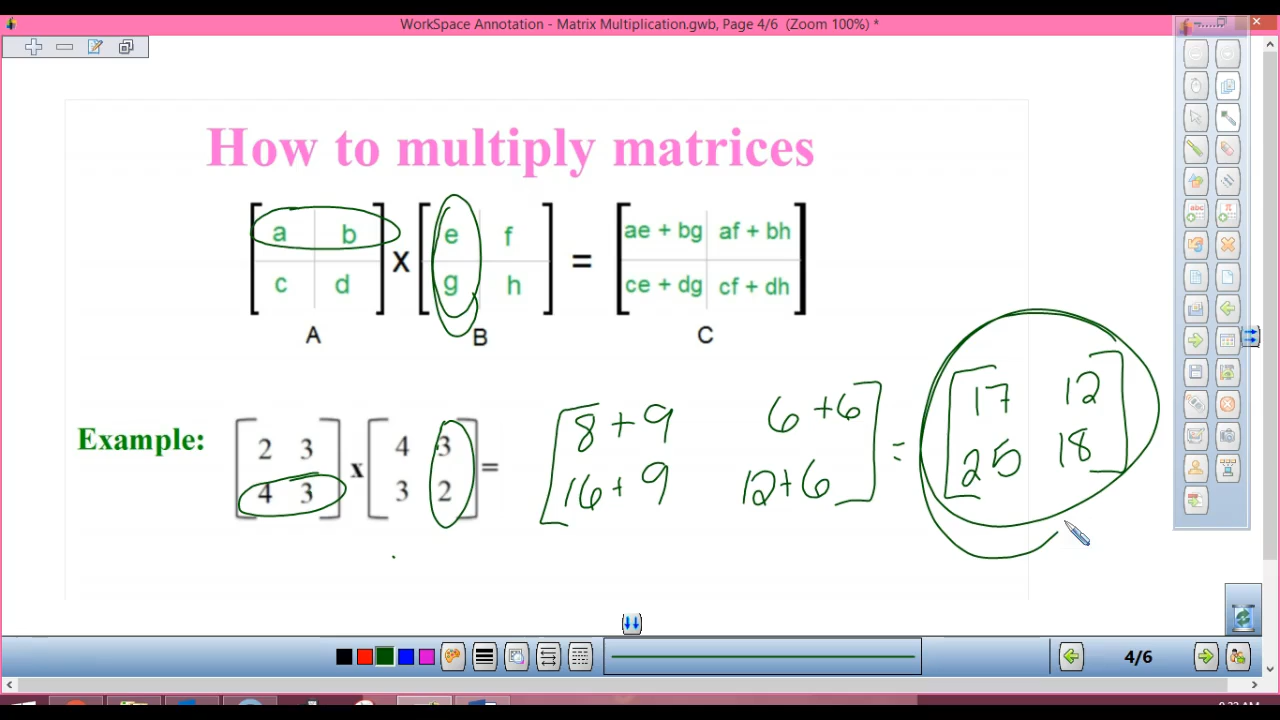 WorkSpace Annotation - Matrix Multiplication.gwb, Page 4/6 (Zoom 100%) *
How to multiply matrices
a b e f ae + bg af + bh
X =
c d g h ce + dg cf + dh
A B C
Example:
2 3 4 3 8 + 9 6 + 6 17 12
x = =
4 3 3 2 16 + 9 12 + 6 25 18
abc
π
4/6